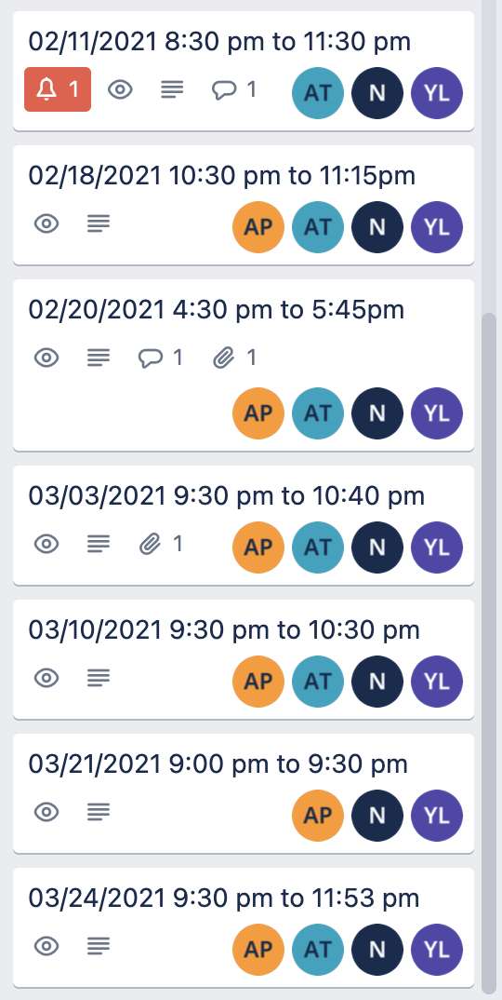 02/11/2021 8:30 pm to 11:30 pm
1 1 AT N YL
02/18/2021 10:30 pm to 11:15pm
AP AT N YL
02/20/2021 4:30 pm to 5:45pm
1 1
AP AT N YL
03/03/2021 9:30 pm to 10:40 pm
1 AP AT N YL
03/10/2021 9:30 pm to 10:30 pm
AP AT N YL
03/21/2021 9:00 pm to 9:30 pm
AP N YL
03/24/2021 9:30 pm to 11:53 pm
AP AT N YL